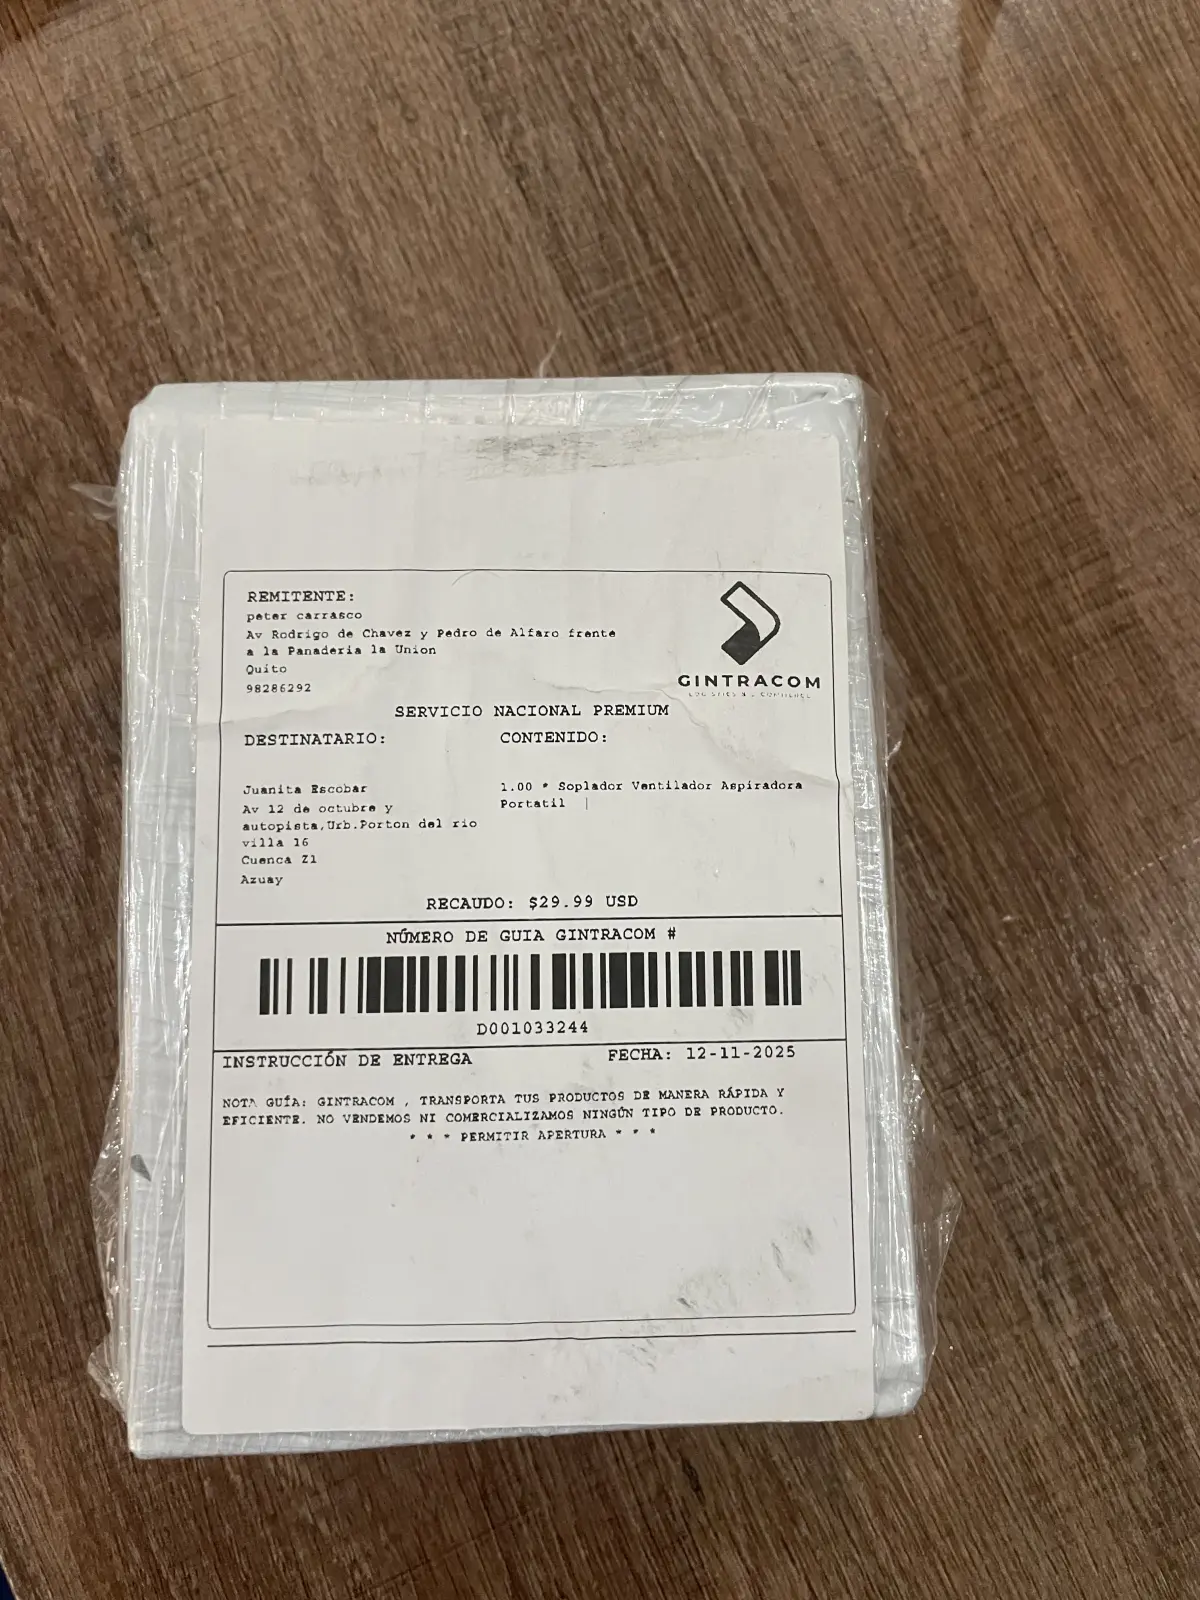 REMITENTE:
peter carrasco
Av Rodrigo de Chavez y Pedro de Alfaro frente
a la Panaderia la Union
Quito
98286292
GINTRACOM
SERVICIO NACIONAL PREMIUM
DESTINATARIO:
Juanita Escobar
Av 12 de octubre y
autopista,Urb.Porton del rio
villa 16
Cuenca Z1
Azuay
CONTENIDO:
1.00 * Soplador Ventilador Aspiradora
Portatil |
RECAUDO: $29.99 USD
NÚMERO DE GUIA GINTRACOM #
D001033244
INSTRUCCIÓN DE ENTREGA
FECHA: 12-11-2025
NOTA GUÍA: GINTRACOM , TRANSPORTA TUS PRODUCTOS DE MANERA RÁPIDA Y
EFICIENTE. NO VENDEMOS NI COMERCIALIZAMOS NINGÚN TIPO DE PRODUCTO.
* * * PERMITIR APERTURA * * *